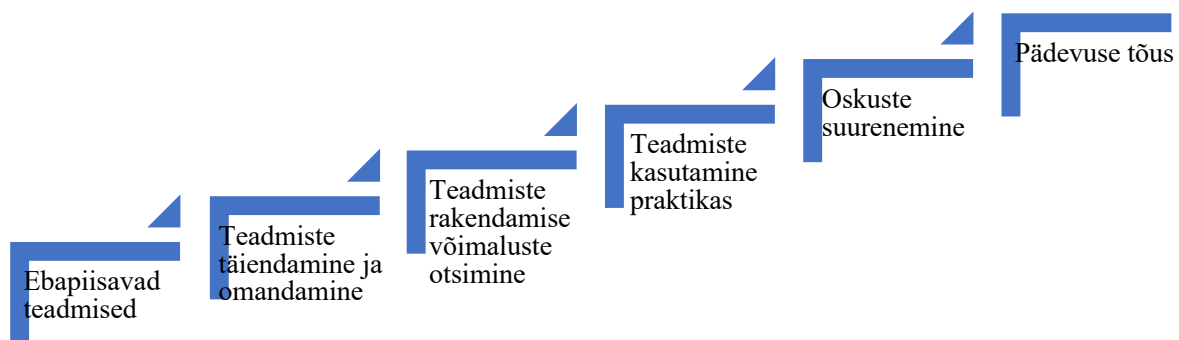 Ebapiisavad
teadmised
Teadmiste
täiendamine ja
omandamine
Teadmiste
rakendamise
võimaluste
otsimine
Teadmiste
kasutamine
praktikas
Oskuste
suurenemine
Pädevuse tõus